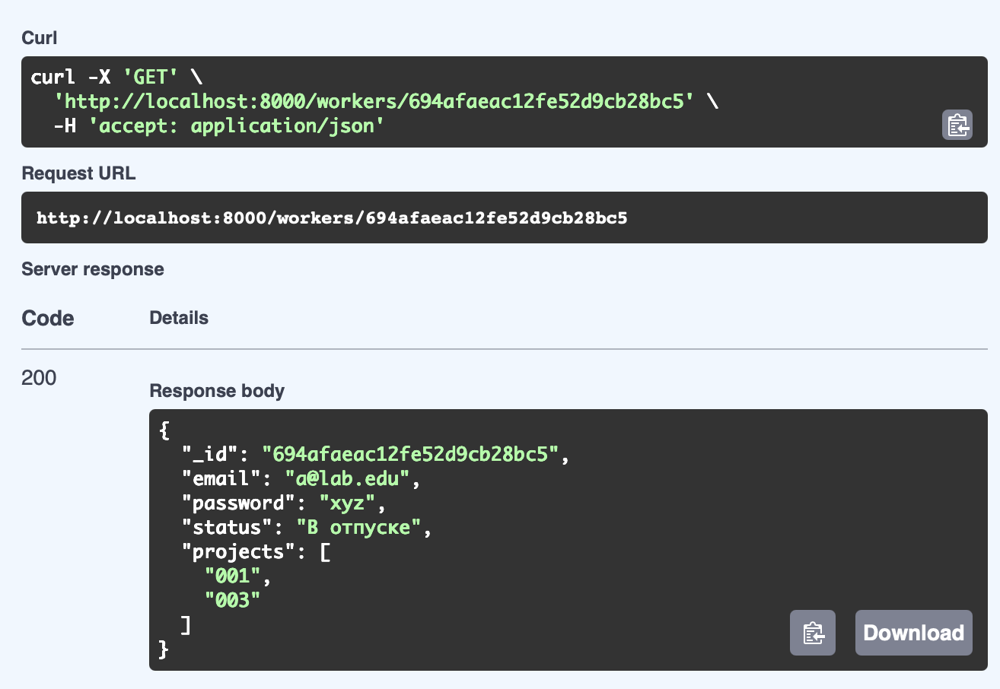 Curl
curl -X 'GET' \
  'http://localhost:8000/workers/694afaeac12fe52d9cb28bc5' \
  -H 'accept: application/json'
Request URL
http://localhost:8000/workers/694afaeac12fe52d9cb28bc5
Server response
Code Details
200
Response body
{
  "_id": "694afaeac12fe52d9cb28bc5",
  "email": "a@lab.edu",
  "password": "xyz",
  "status": "В отпуске",
  "projects": [
    "001",
    "003"
  ]
}
Download